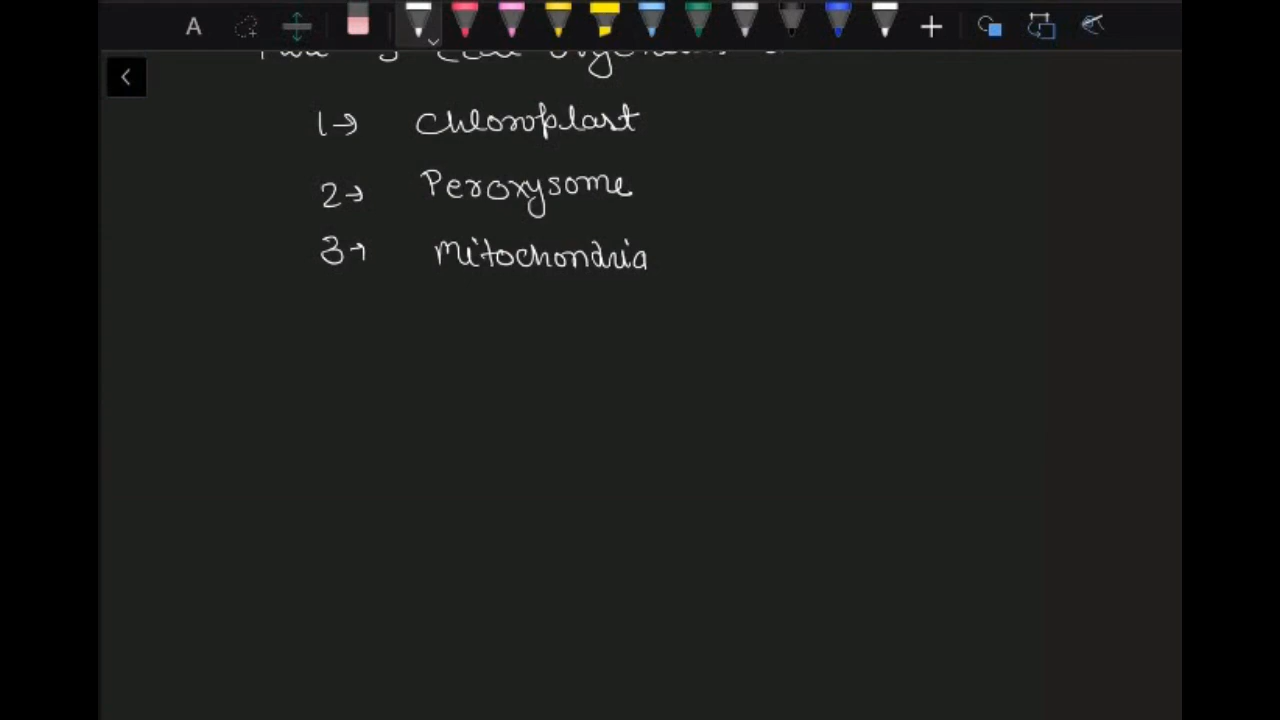 A
1→ Chloroplast
2→ Peroxysome
3→ Mitochondria